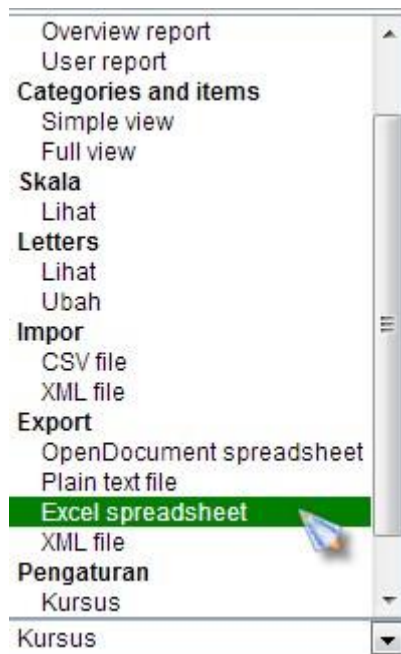 Overview report
User report
Categories and items
Simple view
Full view
Skala
Lihat
Letters
Lihat
Ubah
Impor
CSV file
XML file
Export
OpenDocument spreadsheet
Plain text file
Excel spreadsheet
XML file
Pengaturan
Kursus
Kursus